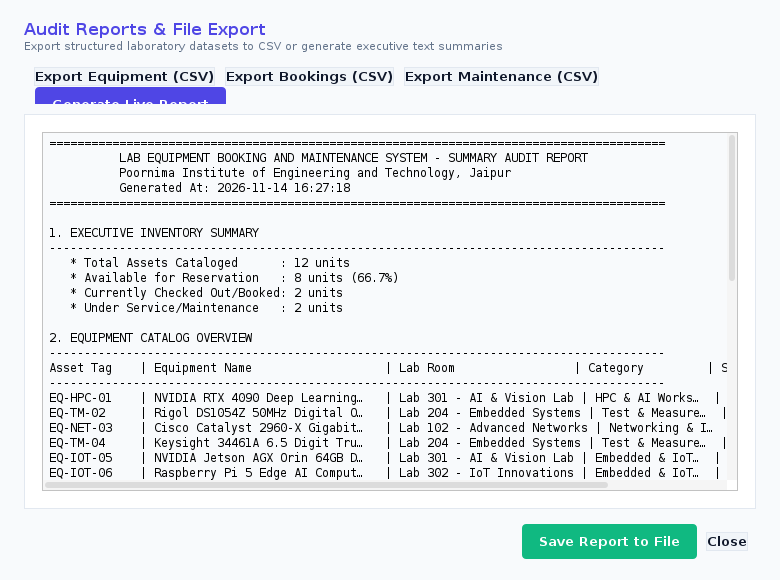 Audit Reports & File Export
Export structured laboratory datasets to CSV or generate executive text summaries
Export Equipment (CSV) Export Bookings (CSV) Export Maintenance (CSV)
Generate Live Report
========================================================================================
LAB EQUIPMENT BOOKING AND MAINTENANCE SYSTEM - SUMMARY AUDIT REPORT
Poornima Institute of Engineering and Technology, Jaipur
Generated At: 2026-11-14 16:27:18
========================================================================================
1. EXECUTIVE INVENTORY SUMMARY
----------------------------------------------------------------------------------------
* Total Assets Cataloged      : 12 units
* Available for Reservation   : 8 units (66.7%)
* Currently Checked Out/Booked: 2 units
* Under Service/Maintenance   : 2 units
2. EQUIPMENT CATALOG OVERVIEW
----------------------------------------------------------------------------------------
Asset Tag    | Equipment Name                   | Lab Room                 | Category         | S
----------------------------------------------------------------------------------------
EQ-HPC-01    | NVIDIA RTX 4090 Deep Learning…   | Lab 301 - AI & Vision Lab | HPC & AI Works…  |
EQ-TM-02     | Rigol DS1054Z 50MHz Digital O…   | Lab 204 - Embedded Systems | Test & Measure…  |
EQ-NET-03    | Cisco Catalyst 2960-X Gigabit…   | Lab 102 - Advanced Networks | Networking & I…  |
EQ-TM-04     | Keysight 34461A 6.5 Digit Tru…   | Lab 204 - Embedded Systems | Test & Measure…  |
EQ-IOT-05    | NVIDIA Jetson AGX Orin 64GB D…   | Lab 301 - AI & Vision Lab | Embedded & IoT…  |
EQ-IOT-06    | Raspberry Pi 5 Edge AI Comput…   | Lab 302 - IoT Innovations | Embedded & IoT…  |
Save Report to File Close